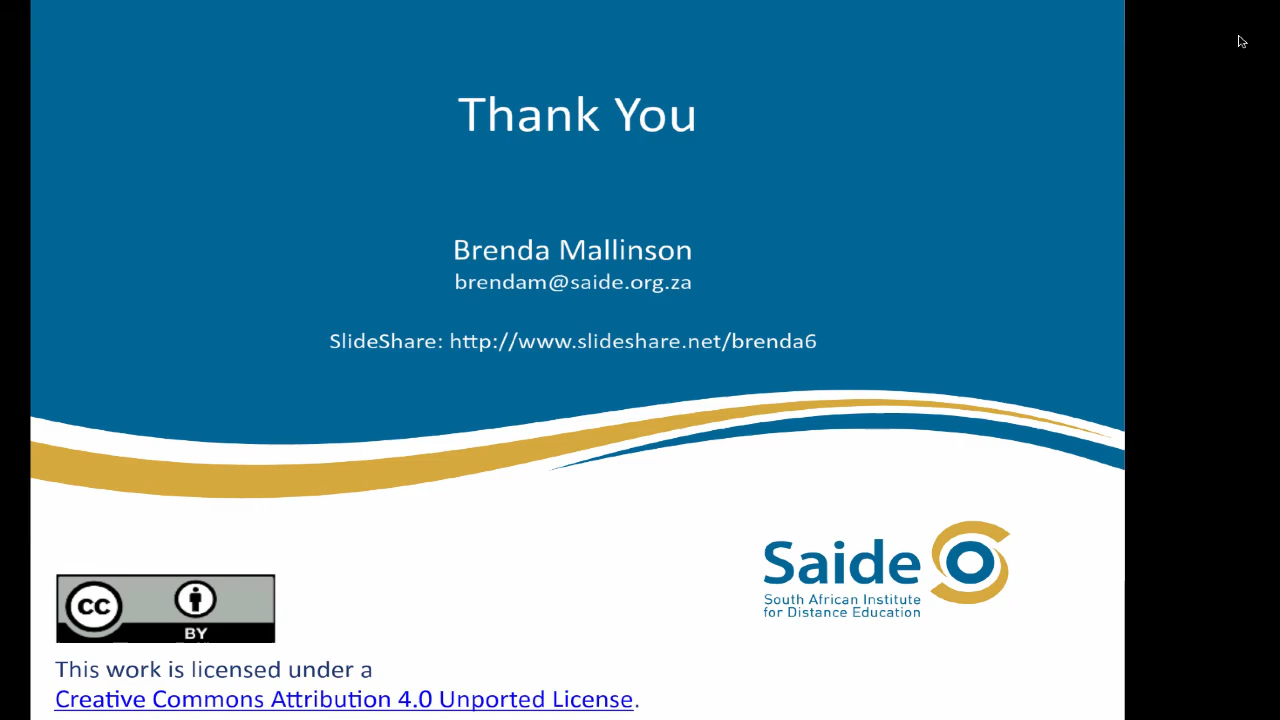 Thank You
Brenda Mallinson
brendam@saide.org.za
SlideShare: http://www.slideshare.net/brenda6
Saide
South African Institute
for Distance Education
CC
BY
This work is licensed under a
Creative Commons Attribution 4.0 Unported License.